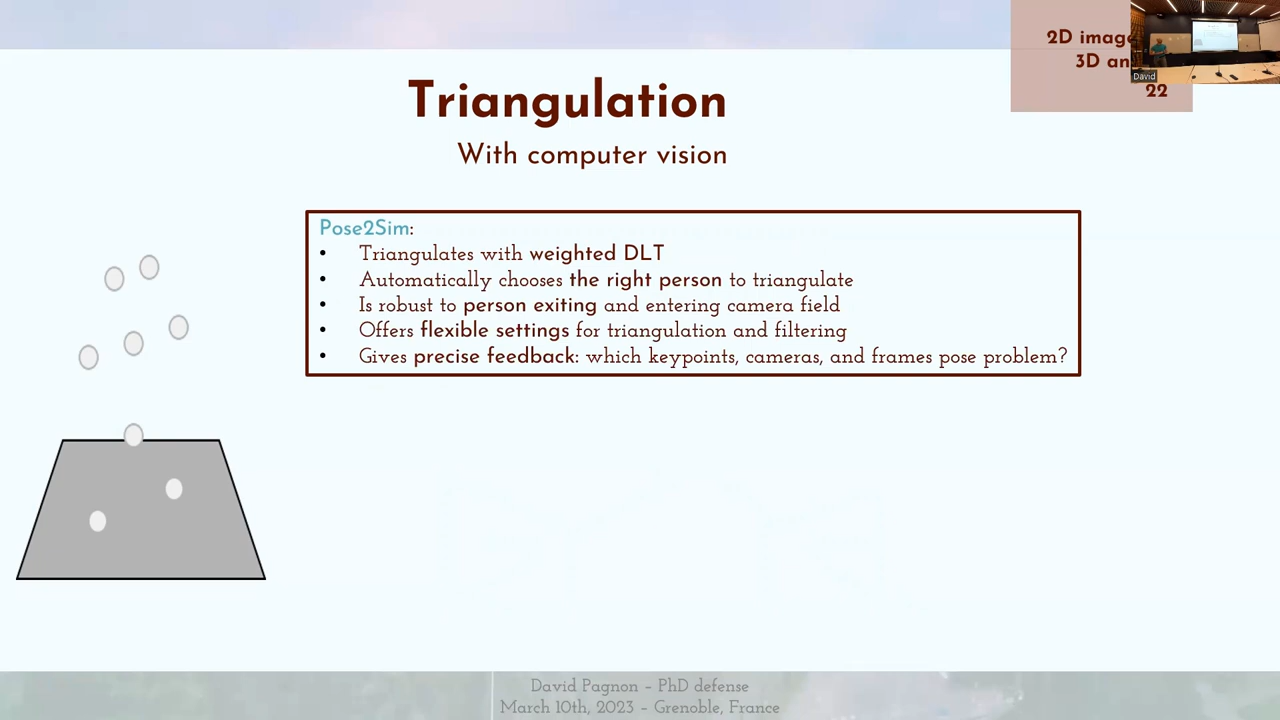 2D image
3D an
David
22
Triangulation
With computer vision
Pose2Sim:
• Triangulates with weighted DLT
• Automatically chooses the right person to triangulate
• Is robust to person exiting and entering camera field
• Offers flexible settings for triangulation and filtering
• Gives precise feedback: which keypoints, cameras, and frames pose problem?
David Pagnon – PhD defense
March 10th, 2023 – Grenoble, France